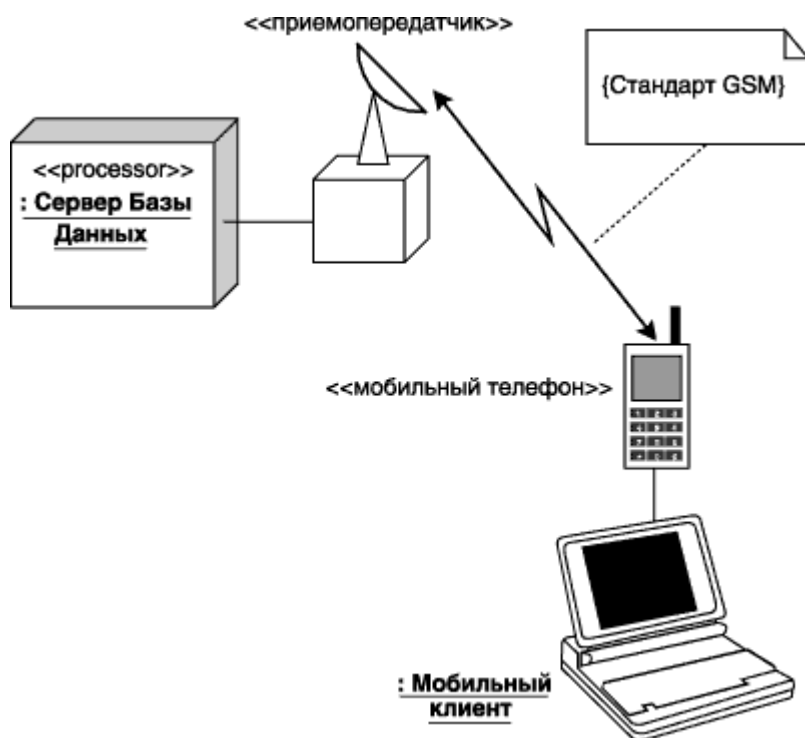 <<приемопередатчик>>
{Стандарт GSM}
<<processor>>
: Сервер Базы
Данных
<<мобильный телефон>>
: Мобильный
клиент